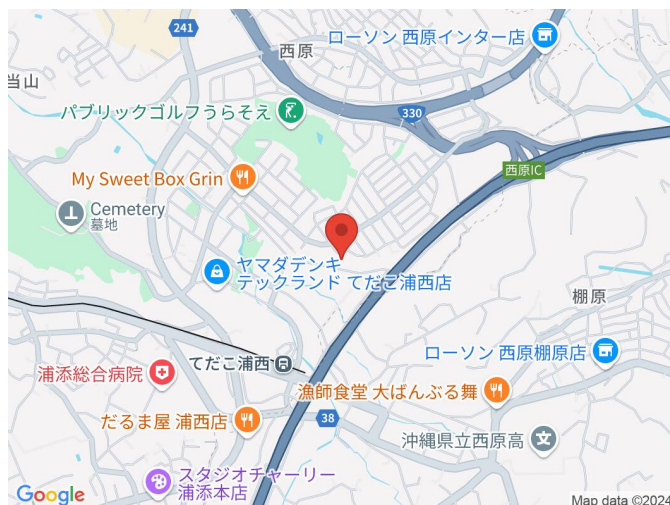 241
西原
ローソン 西原インター店
当山
パブリックゴルフうらそえ
330
西原IC
My Sweet Box Grin
Cemetery
墓地
ヤマダデンキ
テックランド てだこ浦西店
棚原
てだこ浦西
ローソン 西原棚原店
浦添総合病院
漁師食堂 大ばんぶる舞
だるま屋 浦西店
38
沖縄県立西原高
スタジオチャーリー
浦添本店
Google
Map data ©2024